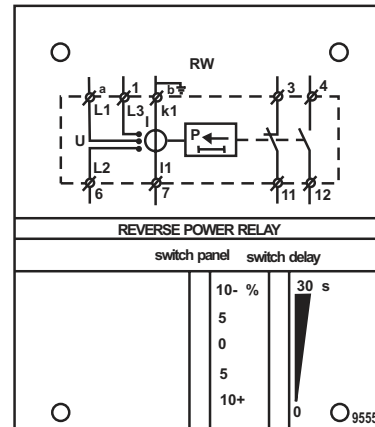 RW
a 1 b 3 4
L1 L3 I k1
U P
L2 l1
6 7 11 12
REVERSE POWER RELAY
switch panel switch delay
10- % 30 s
5
0
5
10+ 0
9555